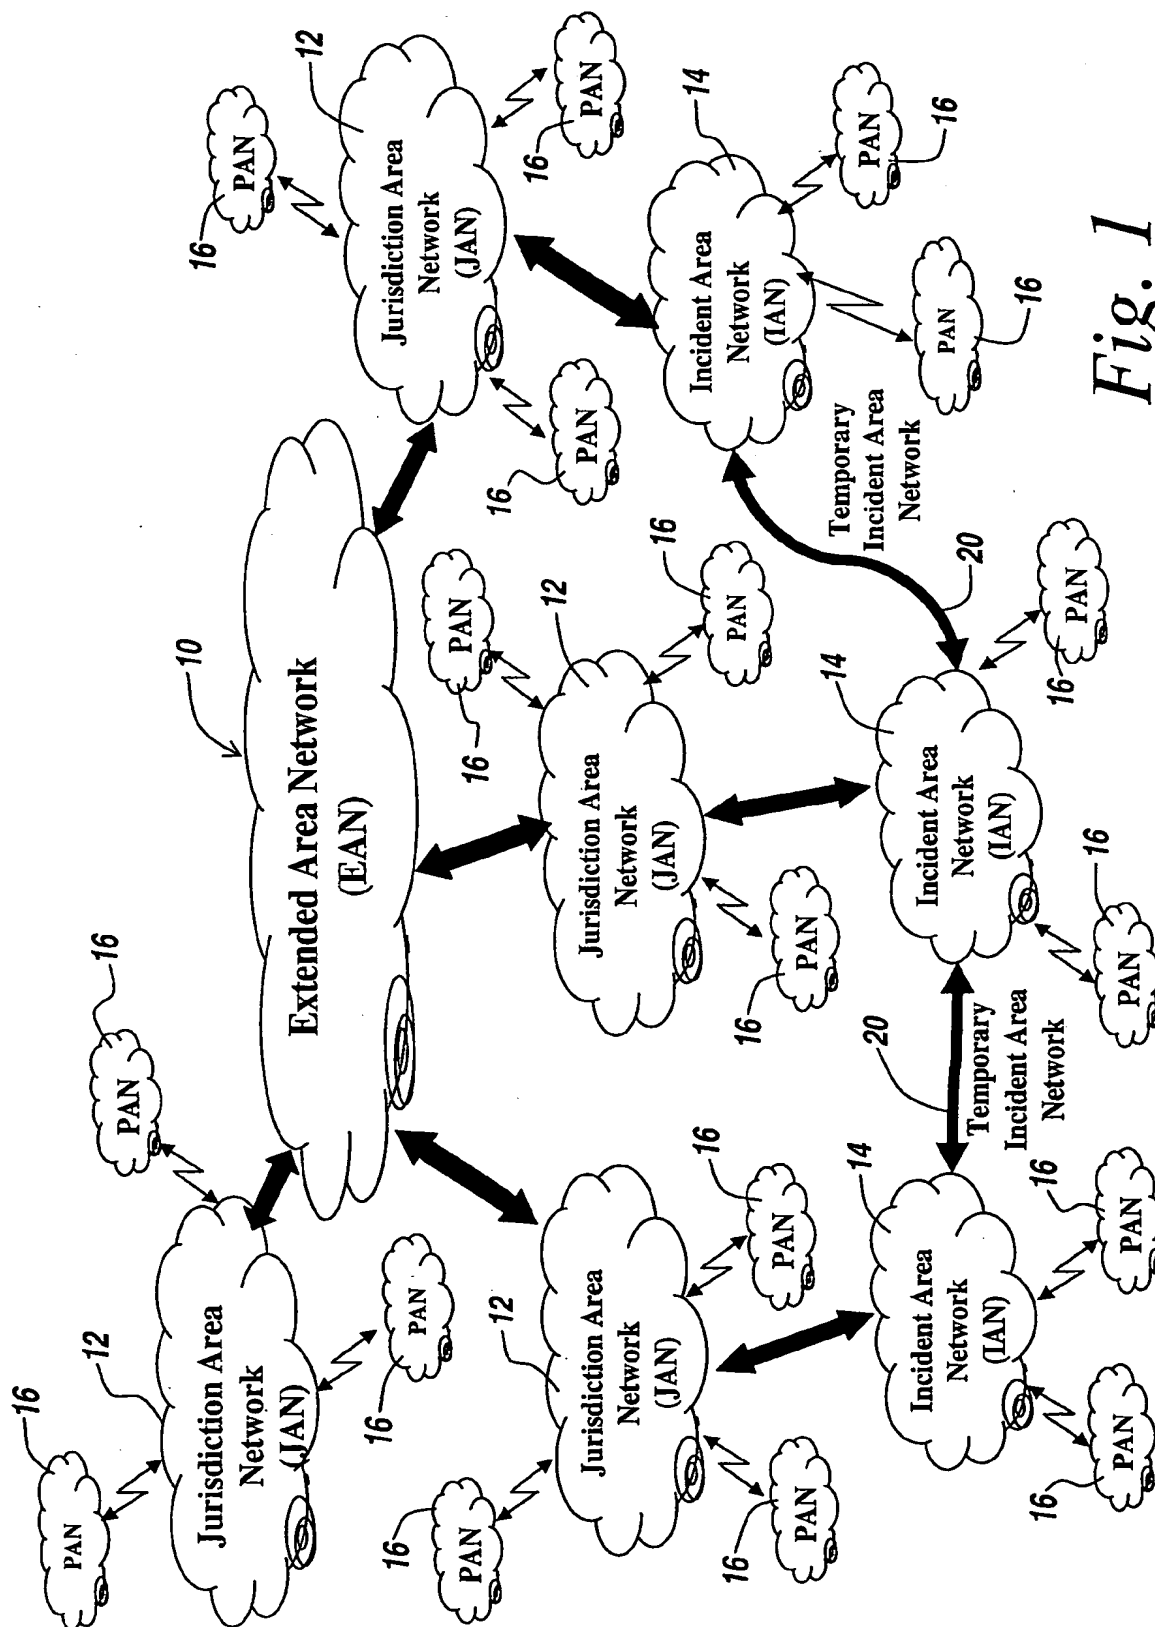 16
PAN
12
Jurisdiction Area
Network
(JAN)
16
PAN
16
PAN
10
Extended Area Network
(EAN)
16
PAN
12
Jurisdiction Area
Network
(JAN)
16
PAN
16
PAN
16
PAN
12
Jurisdiction Area
Network
(JAN)
16
PAN
16
PAN
16
PAN
12
Jurisdiction Area
Network
(JAN)
16
PAN
16
PAN
16
PAN
14
Incident Area
Network
(IAN)
20
Temporary
Incident Area
Network
14
Incident Area
Network
(IAN)
20
Temporary
Incident Area
Network
14
Incident Area
Network
(IAN)
PAN
16
PAN
16
16
PAN
16
PAN
16
PAN
16
PAN
Fig. 1